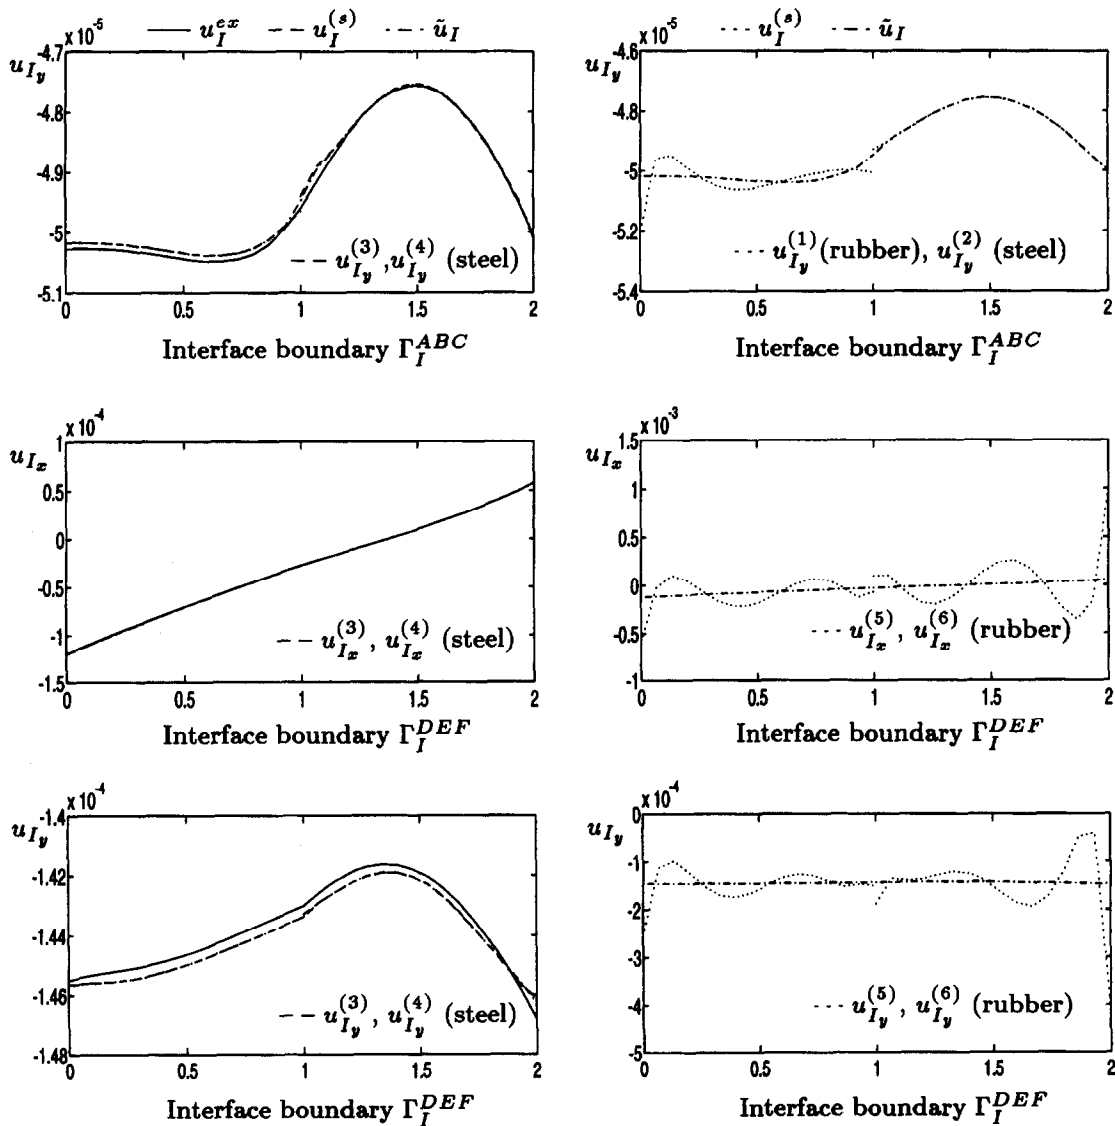 u_I^{ex} u_I^{(s)} ũ_I
x 10^{-5}
u_{I_y}
-4.7
-4.8
-4.9
-5
-5.1
0 0.5 1 1.5 2
u_{I_y}^{(3)}, u_{I_y}^{(4)} (steel)
Interface boundary Γ_I^{ABC}
u_I^{(s)} ũ_I
x 10^{-5}
u_{I_y}
-4.6
-4.8
-5
-5.2
-5.4
0 0.5 1 1.5 2
u_{I_y}^{(1)}(rubber), u_{I_y}^{(2)} (steel)
Interface boundary Γ_I^{ABC}
x 10^{-4}
u_{I_x}
1
0.5
0
-0.5
-1
-1.5
0 0.5 1 1.5 2
u_{I_x}^{(3)}, u_{I_x}^{(4)} (steel)
Interface boundary Γ_I^{DEF}
x 10^{-3}
u_{I_x}
1.5
1
0.5
0
-0.5
-1
0 0.5 1 1.5 2
u_{I_x}^{(5)}, u_{I_x}^{(6)} (rubber)
Interface boundary Γ_I^{DEF}
x 10^{-4}
u_{I_y}
-1.4
-1.42
-1.44
-1.46
-1.48
0 0.5 1 1.5 2
u_{I_y}^{(3)}, u_{I_y}^{(4)} (steel)
Interface boundary Γ_I^{DEF}
x 10^{-4}
u_{I_y}
0
-1
-2
-3
-4
-5
0 0.5 1 1.5 2
u_{I_y}^{(5)}, u_{I_y}^{(6)} (rubber)
Interface boundary Γ_I^{DEF}